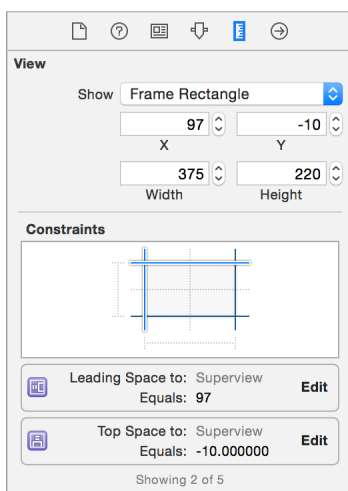 View
Show Frame Rectangle
97 -10
X Y
375 220
Width Height
Constraints
Leading Space to: Superview
Equals: 97
Edit
Top Space to: Superview
Equals: -10.000000
Edit
Showing 2 of 5